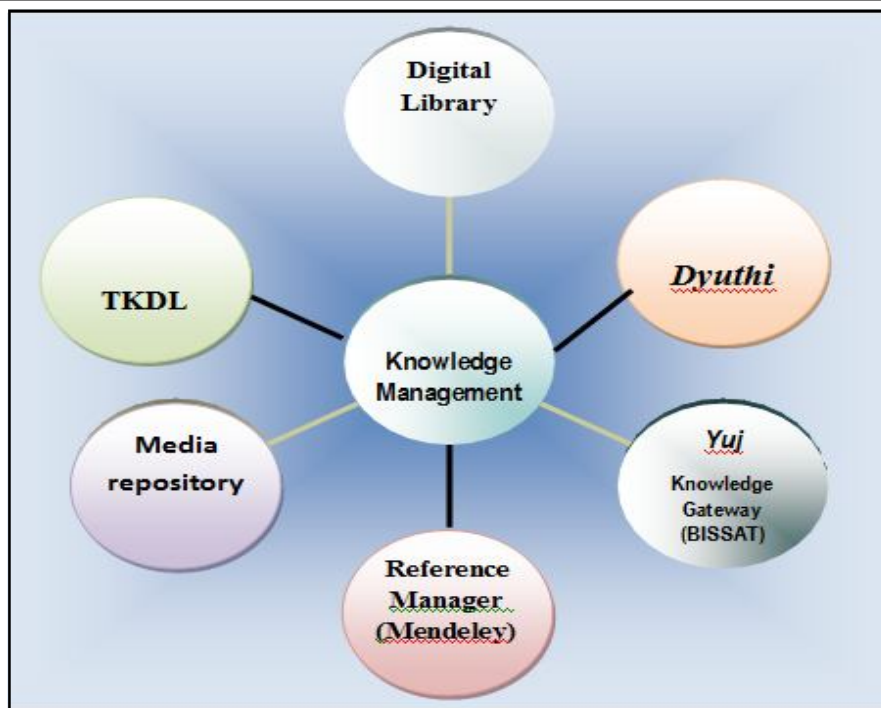 Digital
Library
TKDL
Dyuthi
Knowledge
Management
Media
repository
Yuj
Knowledge
Gateway
(BISSAT)
Reference
Manager
(Mendeley)